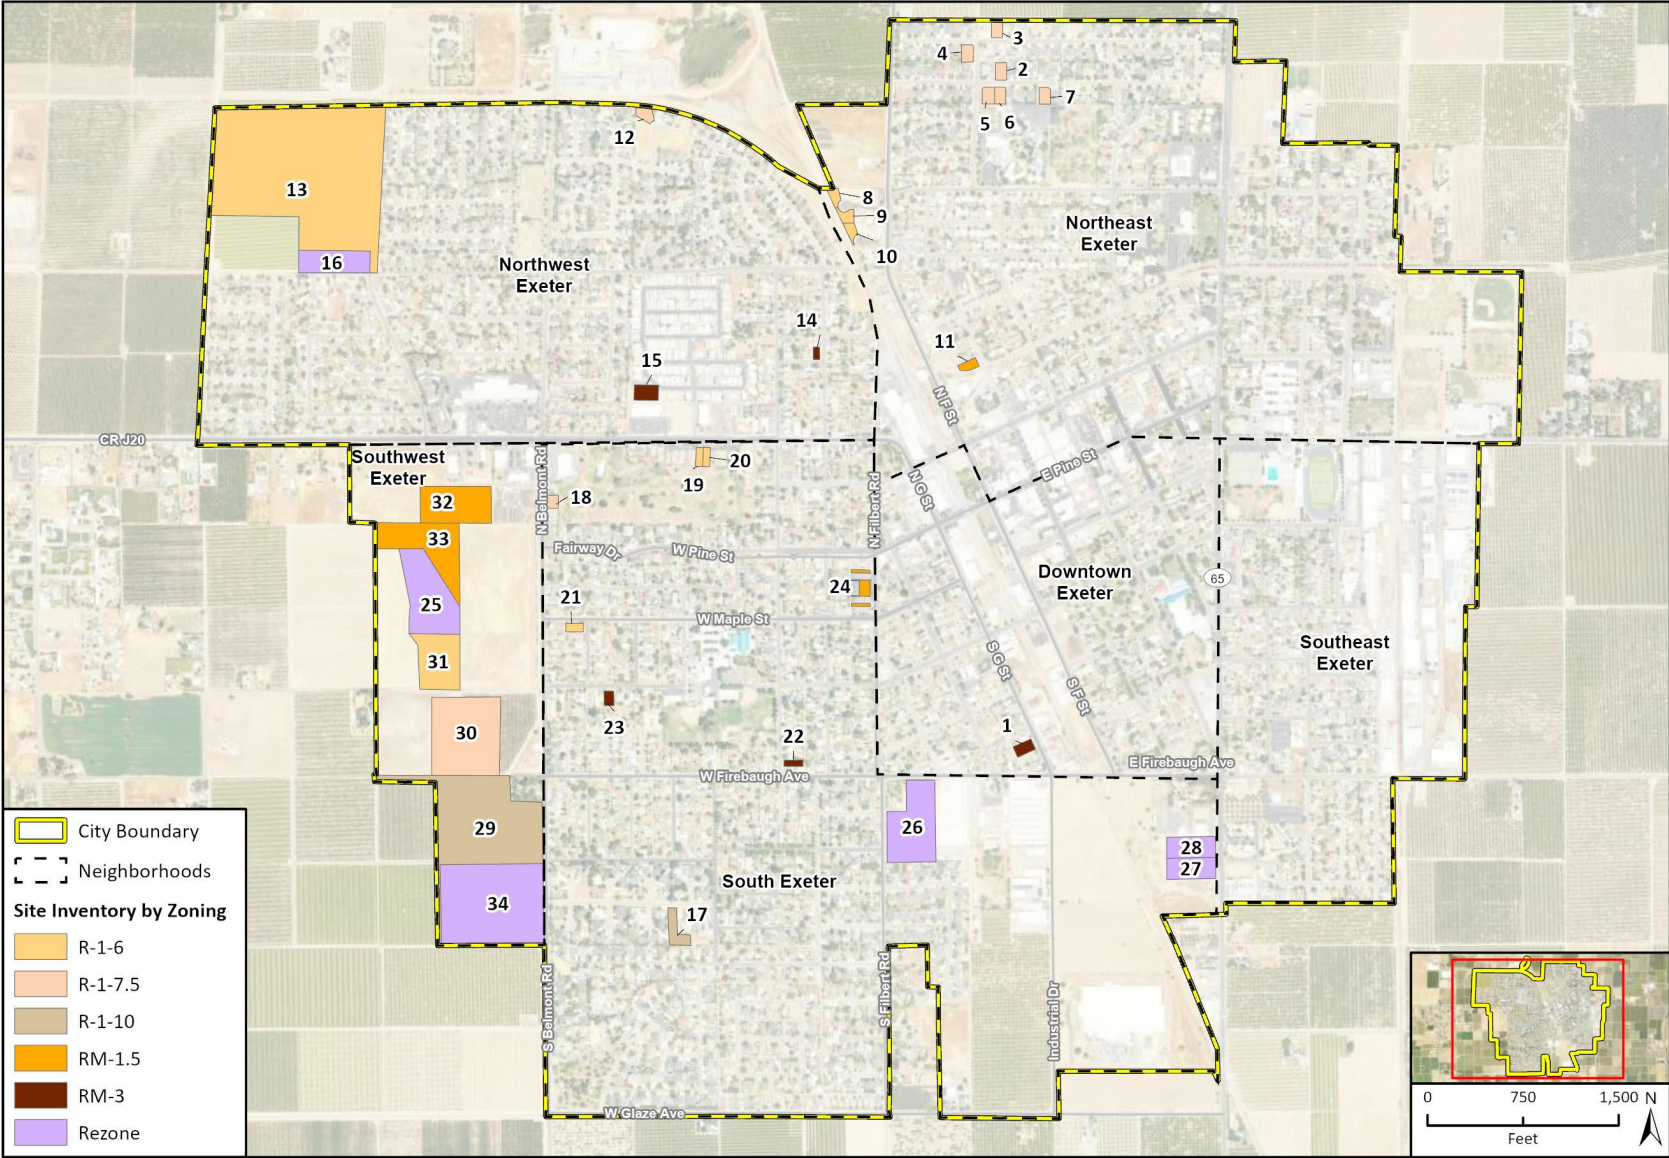 3
4
2
7
5
6
12
13
8
9
10
Northeast
Exeter
16
Northwest
Exeter
14
11
15
N F St
CR J20
Southwest
Exeter
N Belmont Rd
20
19
18
N Filbert Rd
N G St
E Pine St
32
33
Fairway Dr
W Pine St
24
Downtown
Exeter
65
25
21
W Maple St
31
S G St
S F St
Southeast
Exeter
30
23
22
1
W Firebaugh Ave
E Firebaugh Ave
29
26
28
27
South Exeter
34
17
S Belmont Rd
S Filbert Rd
Industrial Dr
W Glaze Ave
City Boundary
Neighborhoods
Site Inventory by Zoning
R-1-6
R-1-7.5
R-1-10
RM-1.5
RM-3
Rezone
0 750 1,500 N
Feet